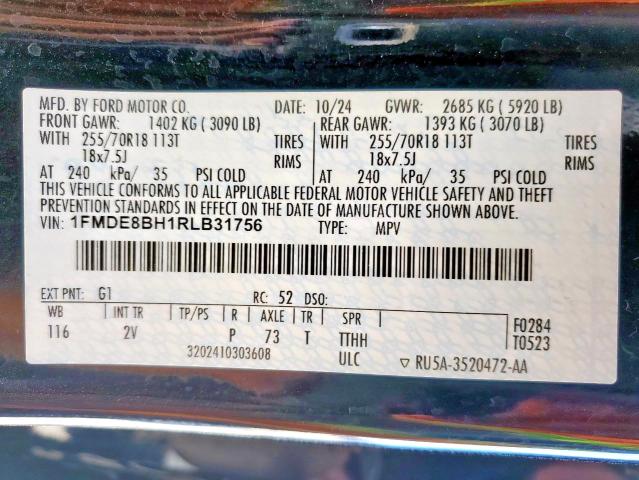 MFD. BY FORD MOTOR CO. DATE: 10/24 GVWR: 2685 KG ( 5920 LB)
FRONT GAWR: 1402 KG ( 3090 LB) REAR GAWR: 1393 KG ( 3070 LB)
WITH 255/70R18 113T TIRES WITH 255/70R18 113T TIRES
18x7.5J RIMS 18x7.5J RIMS
AT 240 kPa/ 35 PSI COLD AT 240 kPa/ 35 PSI COLD
THIS VEHICLE CONFORMS TO ALL APPLICABLE FEDERAL MOTOR VEHICLE SAFETY AND THEFT
PREVENTION STANDARDS IN EFFECT ON THE DATE OF MANUFACTURE SHOWN ABOVE.
VIN: 1FMDE8BH1RLB31756 TYPE: MPV
EXT PNT: G1 RC: 52 DSO:
WB INT TR TP/PS R AXLE TR SPR F0284
116 2V P 73 T TTHH T0523
3202410303608 ULC ▽ RU5A-3520472-AA